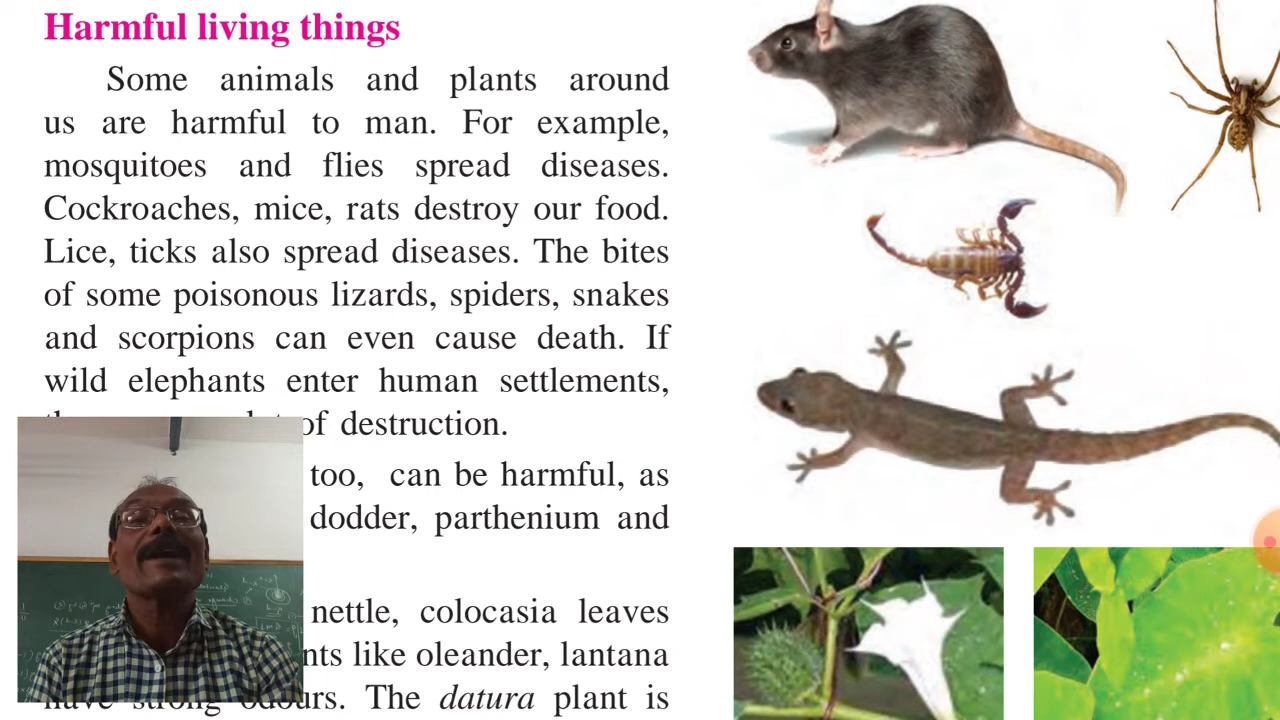 Harmful living things
Some animals and plants around
us are harmful to man. For example,
mosquitoes and flies spread diseases.
Cockroaches, mice, rats destroy our food.
Lice, ticks also spread diseases. The bites
of some poisonous lizards, spiders, snakes
and scorpions can even cause death. If
wild elephants enter human settlements,
of destruction.
too, can be harmful, as
dodder, parthenium and
nettle, colocasia leaves
like oleander, lantana
have strong odours. The datura plant is